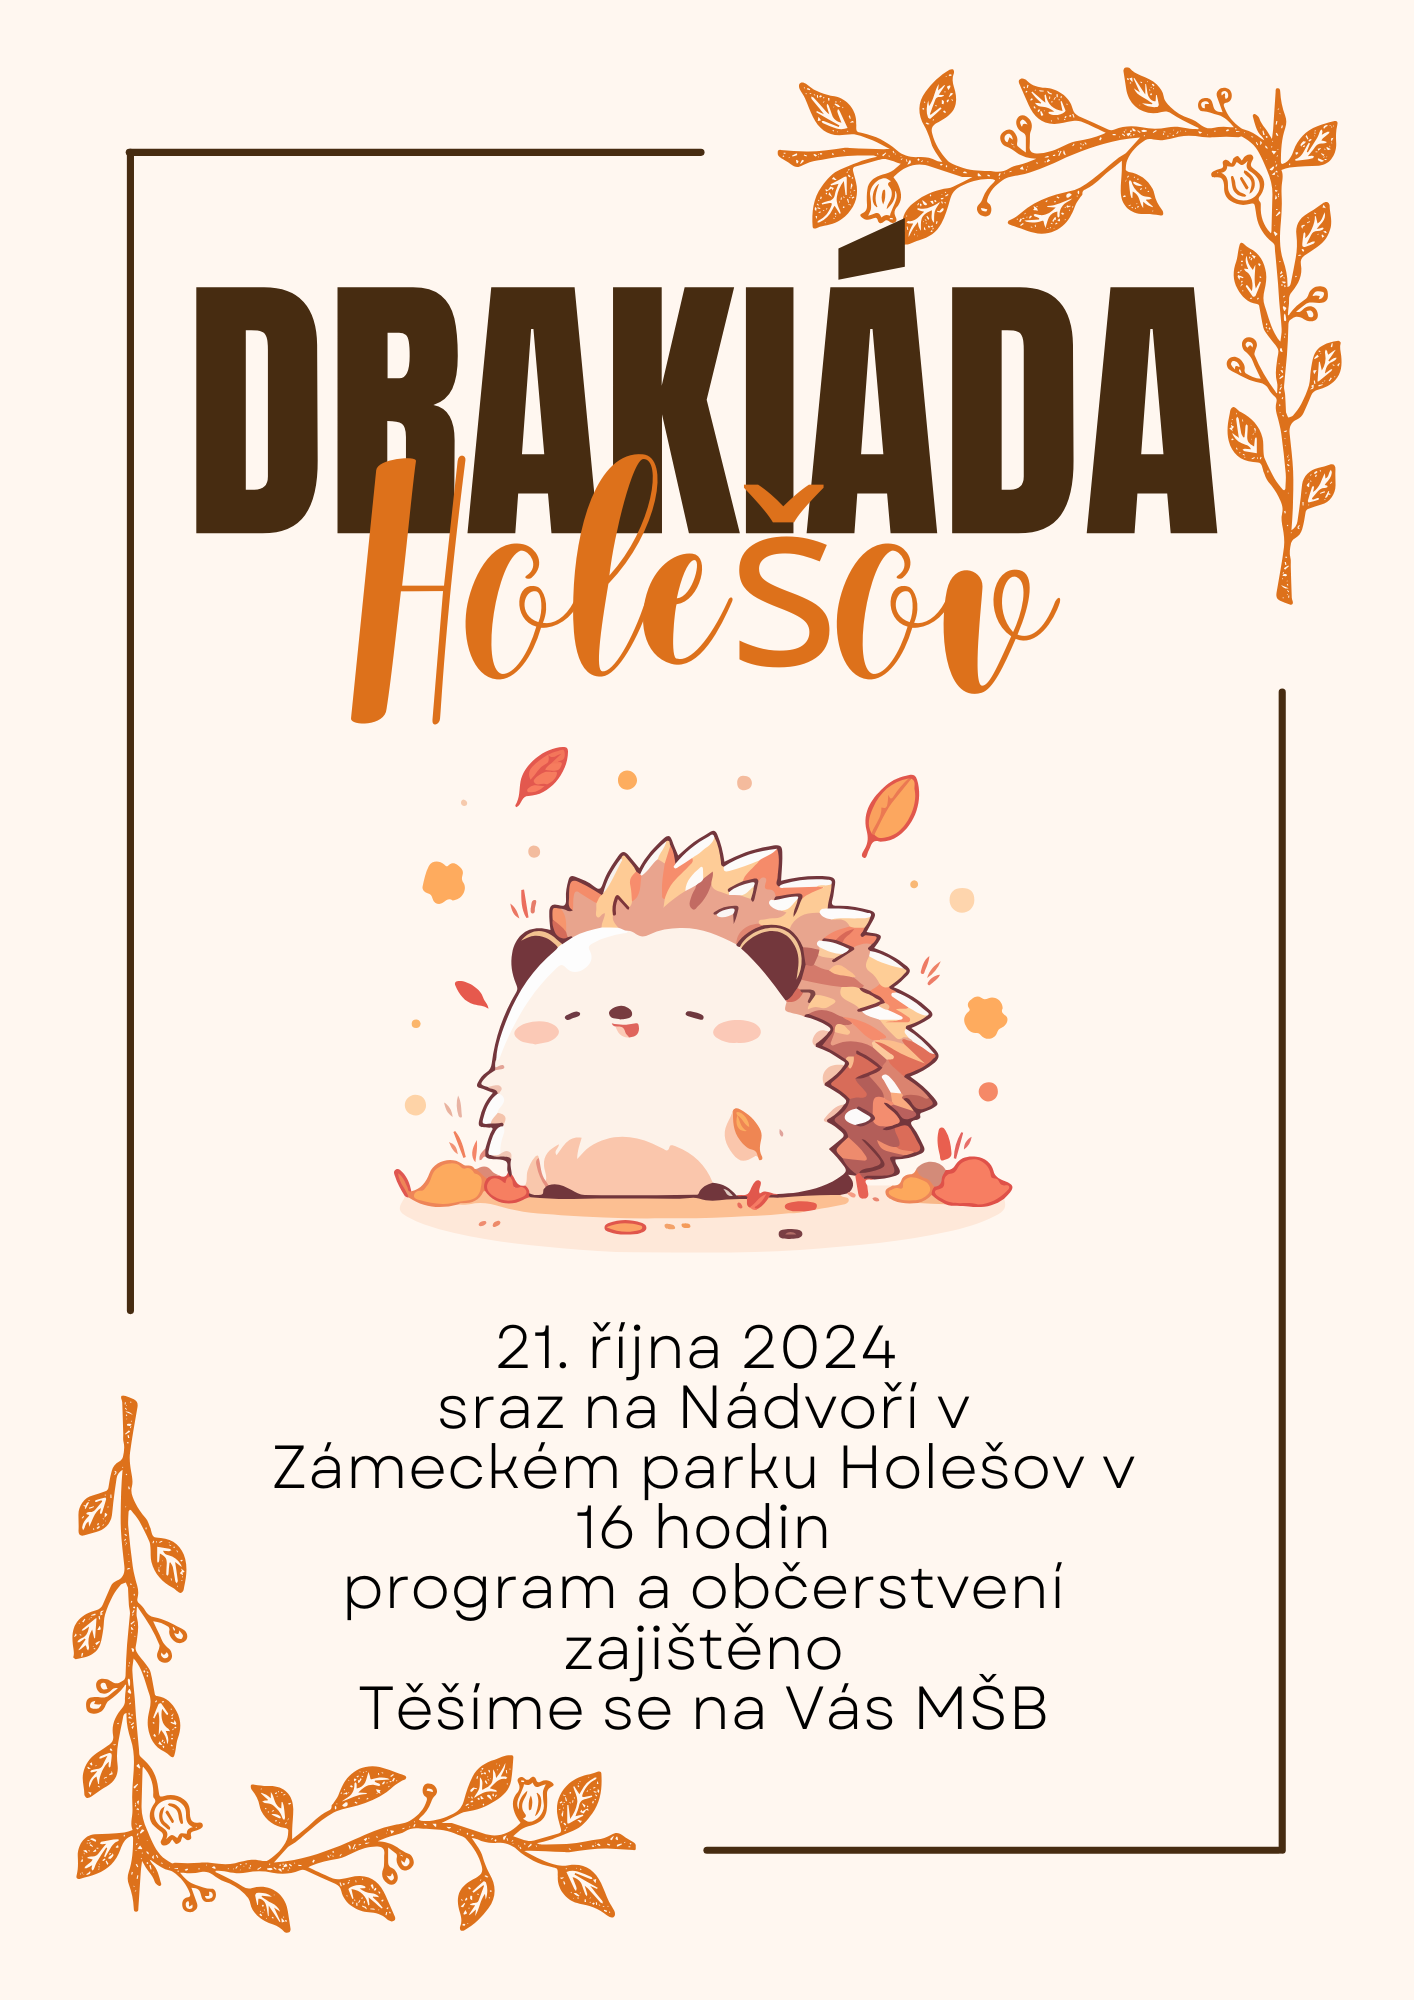 DRAKIÁDA
Holešov
21. října 2024
sraz na Nádvoří v
Zámeckém parku Holešov v
16 hodin
program a občerstvení
zajištěno
Těšíme se na Vás MŠB